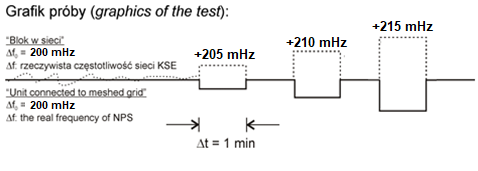 Grafik próby (graphics of the test):
+215 mHz
"Blok w sieci"
Δf₀ = 200 mHz
+205 mHz
+210 mHz
Δf: rzeczywista częstotliwość sieci KSE
"Unit connected to meshed grid"
Δf₀ = 200 mHz
Δf: the real frequency of NPS
Δt = 1 min